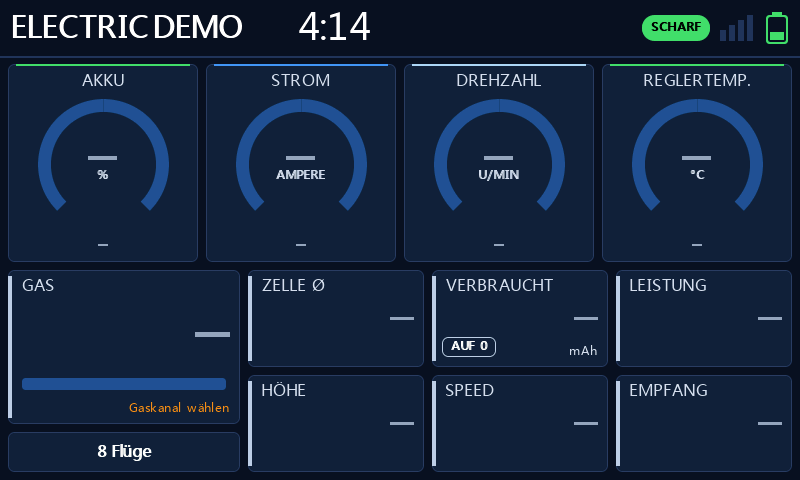 ELECTRIC DEMO 4:14 SCHARF
AKKU STROM DREHZAHL REGLERTEMP.
— — — —
% AMPERE U/MIN °C
– – – –
GAS ZELLE Ø VERBRAUCHT LEISTUNG
— — — —
AUF 0 mAh
Gaskanal wählen
HÖHE SPEED EMPFANG
— — —
8 Flüge